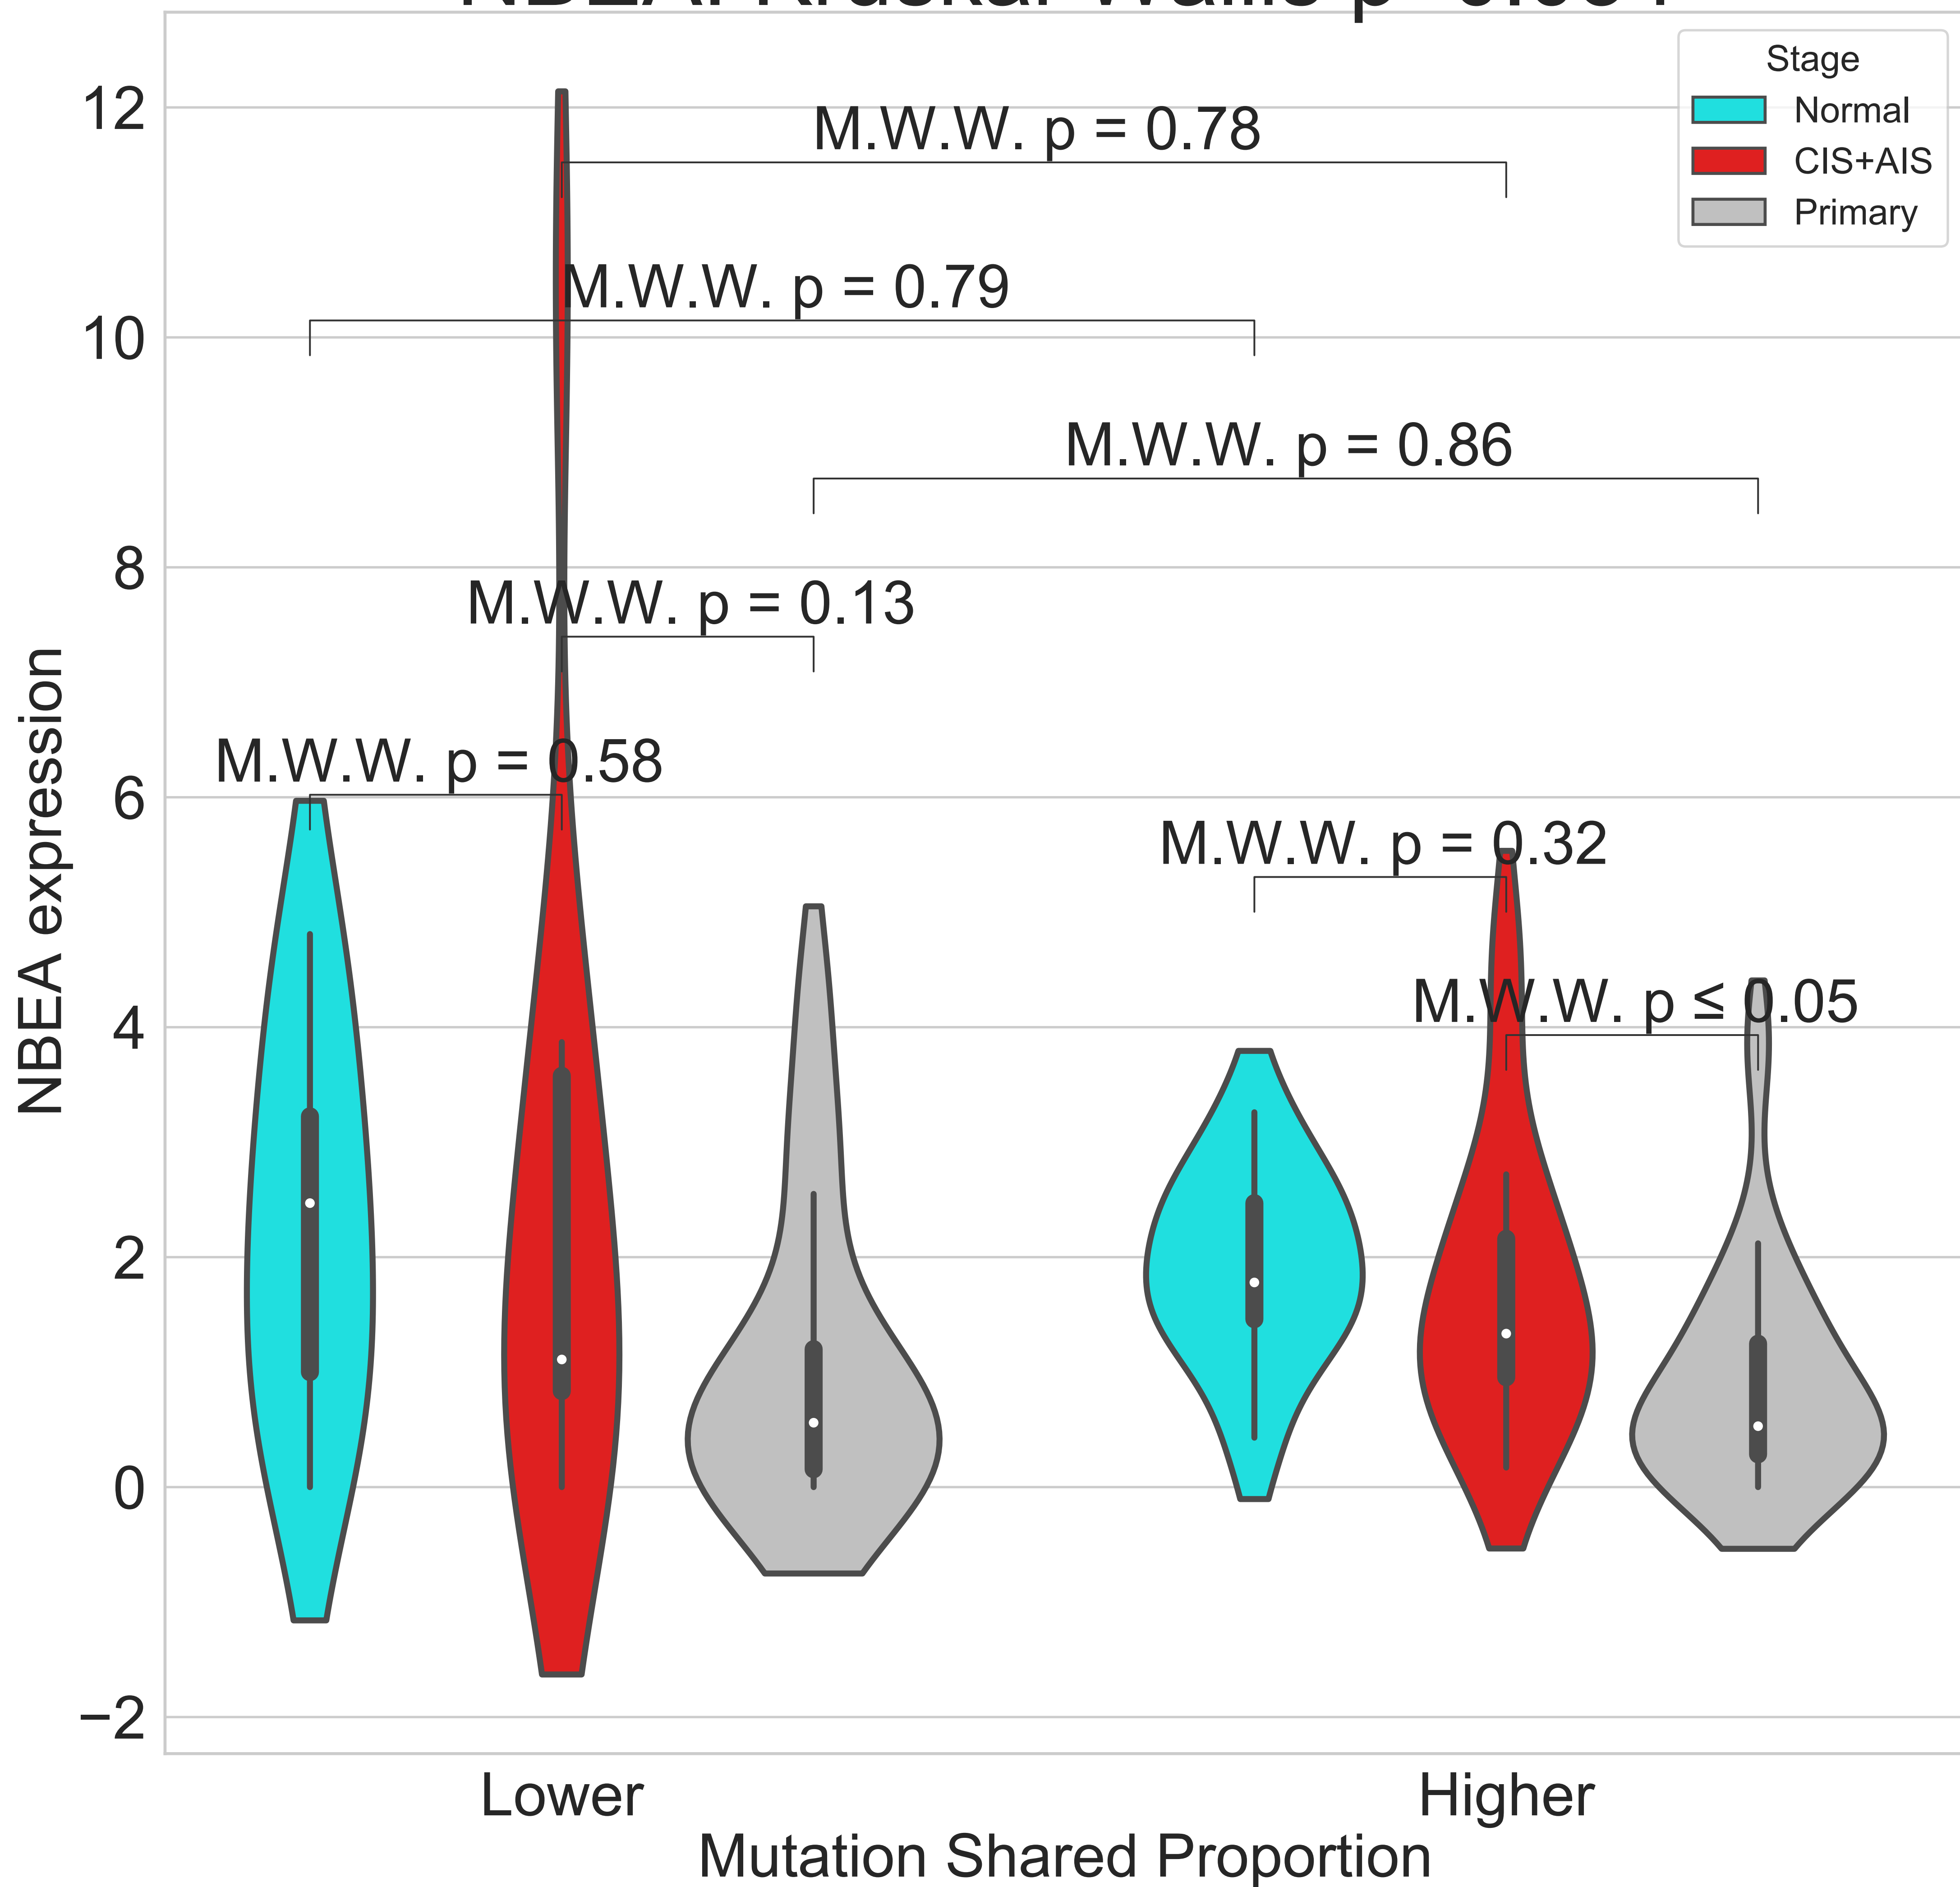 Stage
Normal
CIS+AIS
Primary
12
10
8
6
4
2
0
−2
NBEA expression
M.W.W. p = 0.78
M.W.W. p = 0.79
M.W.W. p = 0.86
M.W.W. p = 0.13
M.W.W. p = 0.58
M.W.W. p = 0.32
M.W.W. p ≤ 0.05
Lower
Higher
Mutation Shared Proportion